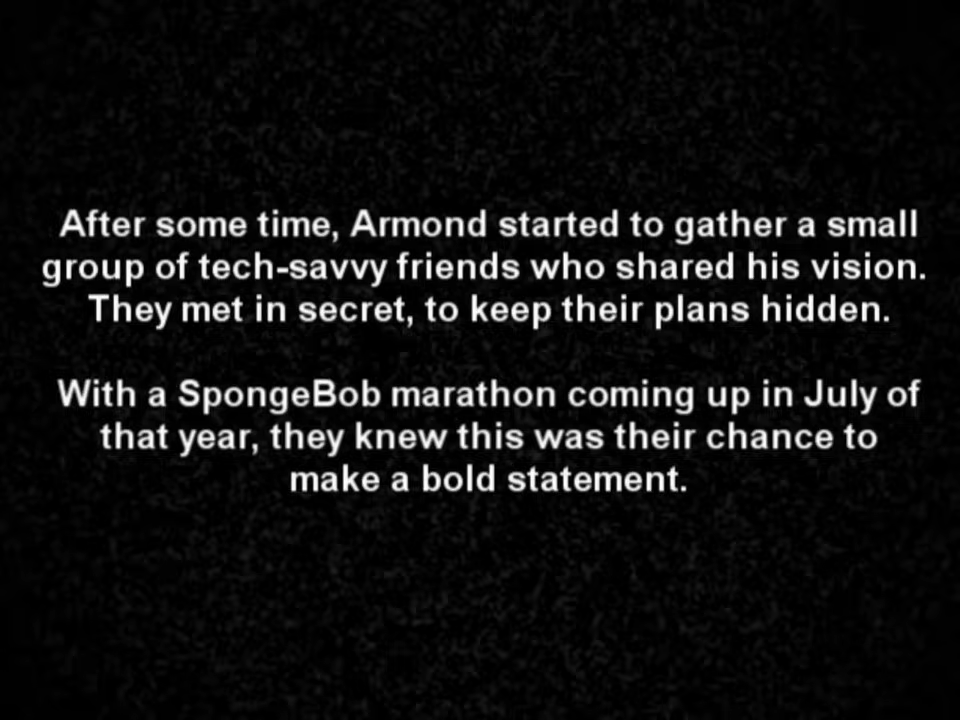 After some time, Armond started to gather a small
group of tech-savvy friends who shared his vision.
They met in secret, to keep their plans hidden.
With a SpongeBob marathon coming up in July of
that year, they knew this was their chance to
make a bold statement.